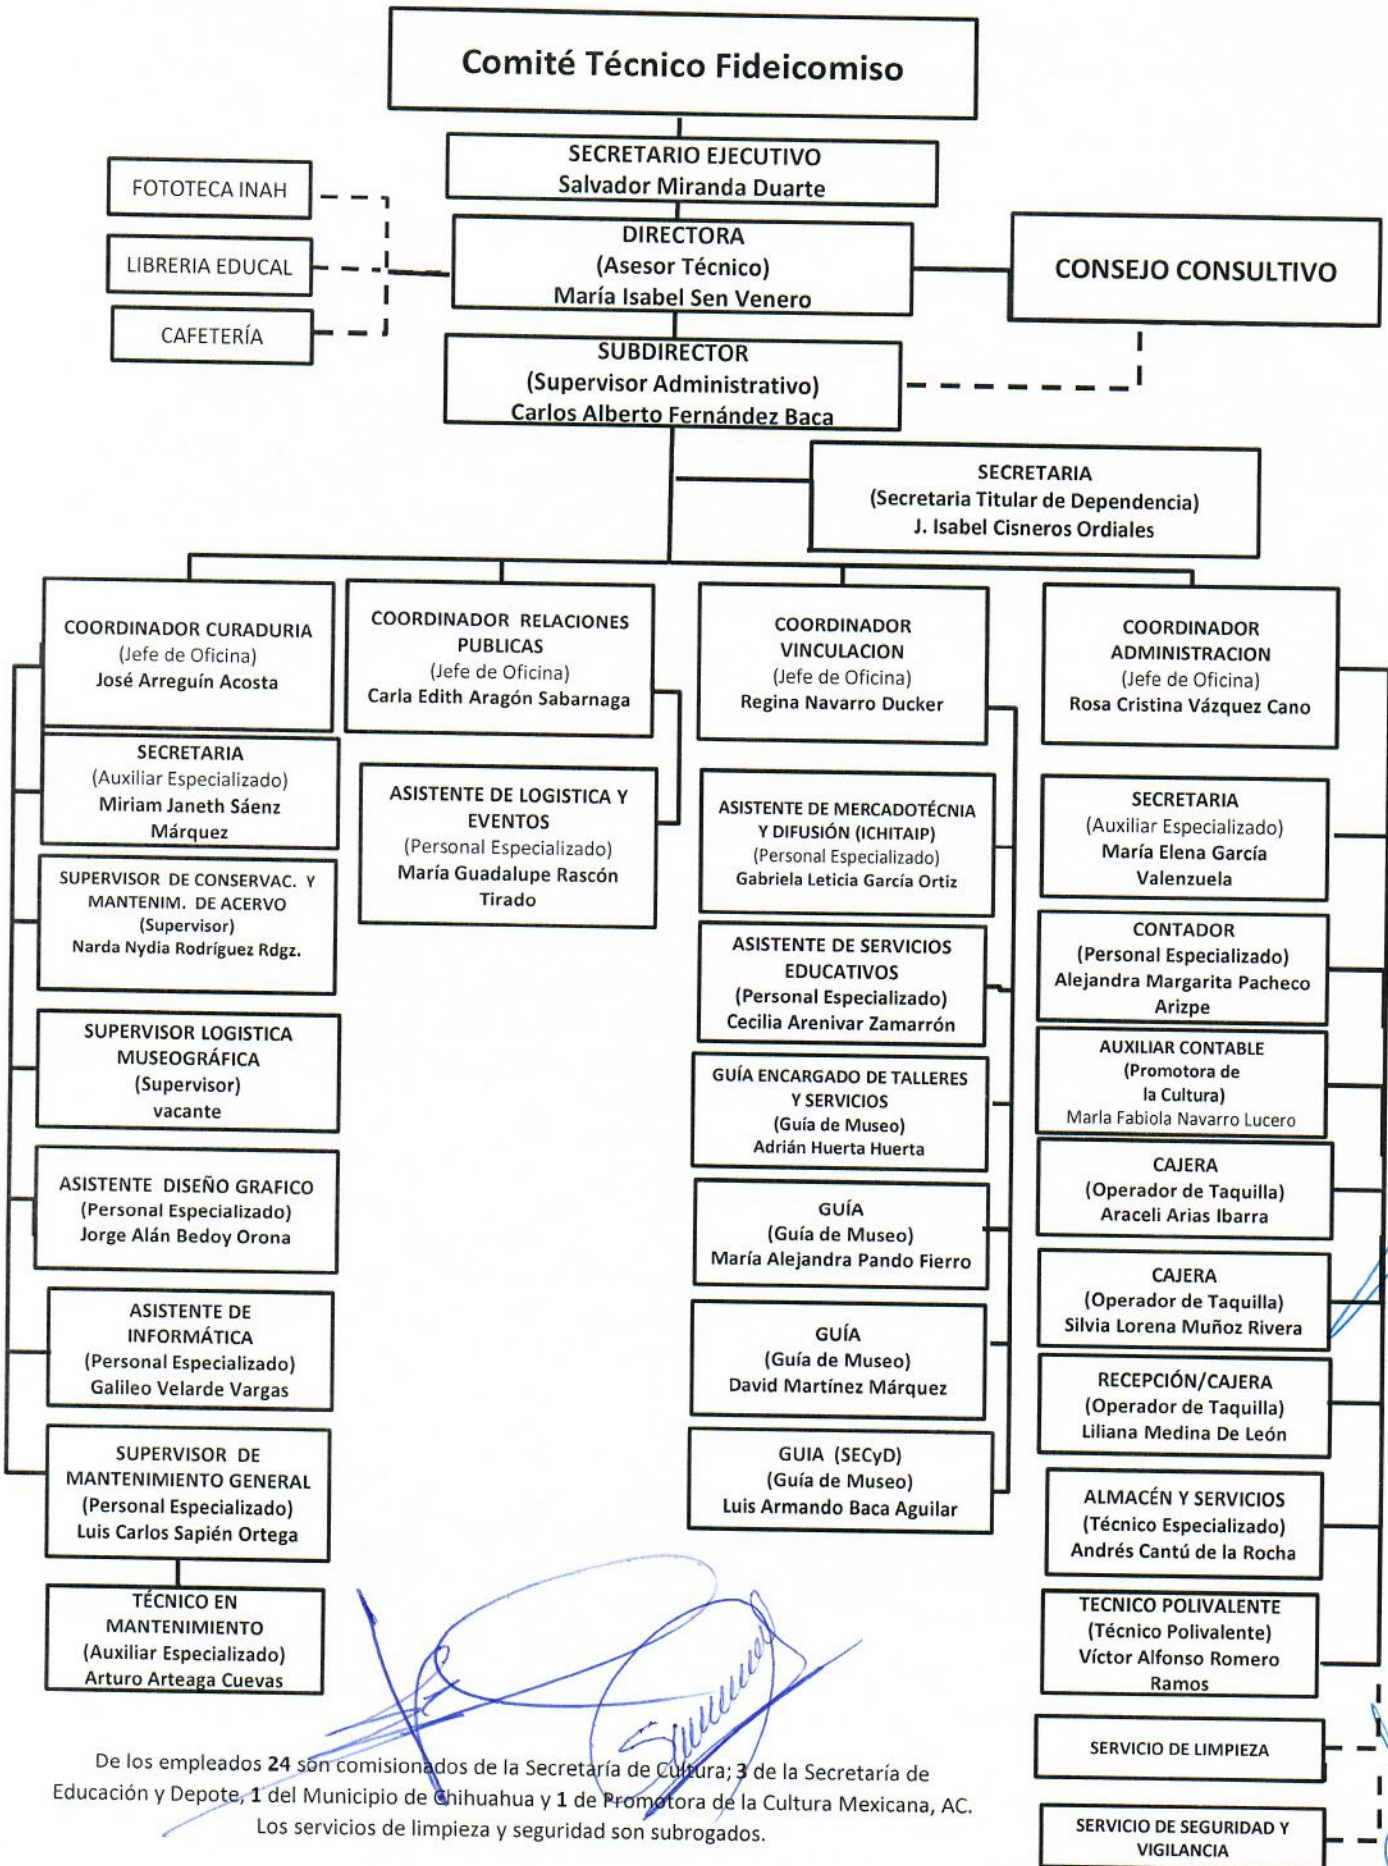 Comité Técnico Fideicomiso
SECRETARIO EJECUTIVO
Salvador Miranda Duarte
FOTOTECA INAH
LIBRERIA EDUCAL
CAFETERÍA
DIRECTORA
(Asesor Técnico)
María Isabel Sen Venero
CONSEJO CONSULTIVO
SUBDIRECTOR
(Supervisor Administrativo)
Carlos Alberto Fernández Baca
SECRETARIA
(Secretaria Titular de Dependencia)
J. Isabel Cisneros Ordiales
COORDINADOR CURADURIA
(Jefe de Oficina)
José Arreguín Acosta
SECRETARIA
(Auxiliar Especializado)
Miriam Janeth Sáenz
Márquez
SUPERVISOR DE CONSERVAC. Y
MANTENIM. DE ACERVO
(Supervisor)
Narda Nydia Rodríguez Rdgz.
SUPERVISOR LOGISTICA
MUSEOGRÁFICA
(Supervisor)
vacante
ASISTENTE DISEÑO GRAFICO
(Personal Especializado)
Jorge Alán Bedoy Orona
ASISTENTE DE
INFORMÁTICA
(Personal Especializado)
Galileo Velarde Vargas
SUPERVISOR DE
MANTENIMIENTO GENERAL
(Personal Especializado)
Luis Carlos Sapién Ortega
TÉCNICO EN
MANTENIMIENTO
(Auxiliar Especializado)
Arturo Arteaga Cuevas
COORDINADOR RELACIONES
PUBLICAS
(Jefe de Oficina)
Carla Edith Aragón Sabarnaga
ASISTENTE DE LOGISTICA Y
EVENTOS
(Personal Especializado)
María Guadalupe Rascón
Tirado
COORDINADOR
VINCULACION
(Jefe de Oficina)
Regina Navarro Ducker
ASISTENTE DE MERCADOTÉCNIA
Y DIFUSIÓN (ICHITAIP)
(Personal Especializado)
Gabriela Leticia García Ortiz
ASISTENTE DE SERVICIOS
EDUCATIVOS
(Personal Especializado)
Cecilia Arenivar Zamarrón
GUÍA ENCARGADO DE TALLERES
Y SERVICIOS
(Guía de Museo)
Adrián Huerta Huerta
GUÍA
(Guía de Museo)
María Alejandra Pando Fierro
GUÍA
(Guía de Museo)
David Martínez Márquez
GUIA (SECyD)
(Guía de Museo)
Luis Armando Baca Aguilar
COORDINADOR
ADMINISTRACION
(Jefe de Oficina)
Rosa Cristina Vázquez Cano
SECRETARIA
(Auxiliar Especializado)
María Elena García
Valenzuela
CONTADOR
(Personal Especializado)
Alejandra Margarita Pacheco
Arizpe
AUXILIAR CONTABLE
(Promotora de
la Cultura)
Marla Fabiola Navarro Lucero
CAJERA
(Operador de Taquilla)
Araceli Arias Ibarra
CAJERA
(Operador de Taquilla)
Silvia Lorena Muñoz Rivera
RECEPCIÓN/CAJERA
(Operador de Taquilla)
Liliana Medina De León
ALMACÉN Y SERVICIOS
(Técnico Especializado)
Andrés Cantú de la Rocha
TECNICO POLIVALENTE
(Técnico Polivalente)
Víctor Alfonso Romero
Ramos
SERVICIO DE LIMPIEZA
SERVICIO DE SEGURIDAD Y
VIGILANCIA
De los empleados 24 son comisionados de la Secretaría de Cultura; 3 de la Secretaría de
Educación y Depote, 1 del Municipio de Chihuahua y 1 de Promotora de la Cultura Mexicana, AC.
Los servicios de limpieza y seguridad son subrogados.